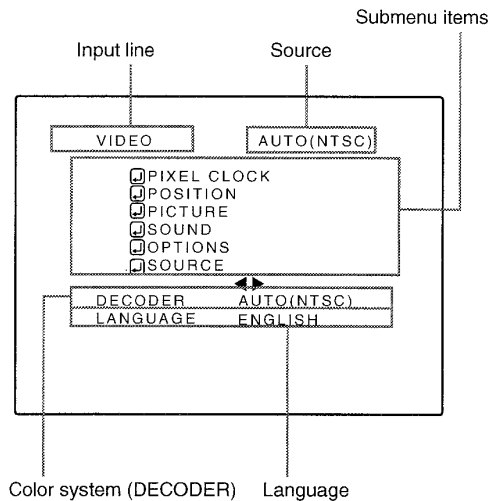 Submenu items
Input line Source
VIDEO AUTO(NTSC)
PIXEL CLOCK
POSITION
PICTURE
SOUND
OPTIONS
SOURCE
DECODER AUTO(NTSC)
LANGUAGE ENGLISH
Color system (DECODER) Language